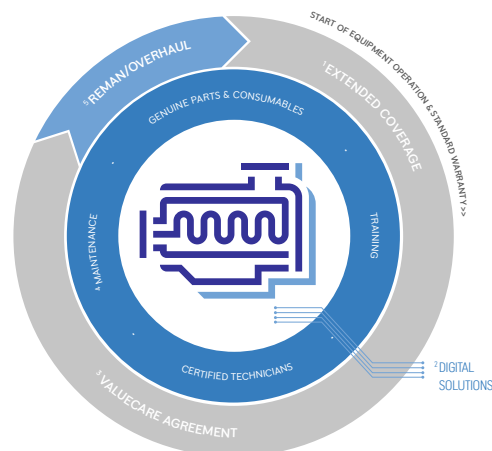 START OF EQUIPMENT OPERATION & STANDARD WARRANTY >>
5 REMAN/OVERHAUL
1 EXTENDED COVERAGE
GENUINE PARTS & CONSUMABLES
TRAINING
4 MAINTENANCE
CERTIFIED TECHNICIANS
3 VALUECARE AGREEMENT
2 DIGITAL
SOLUTIONS